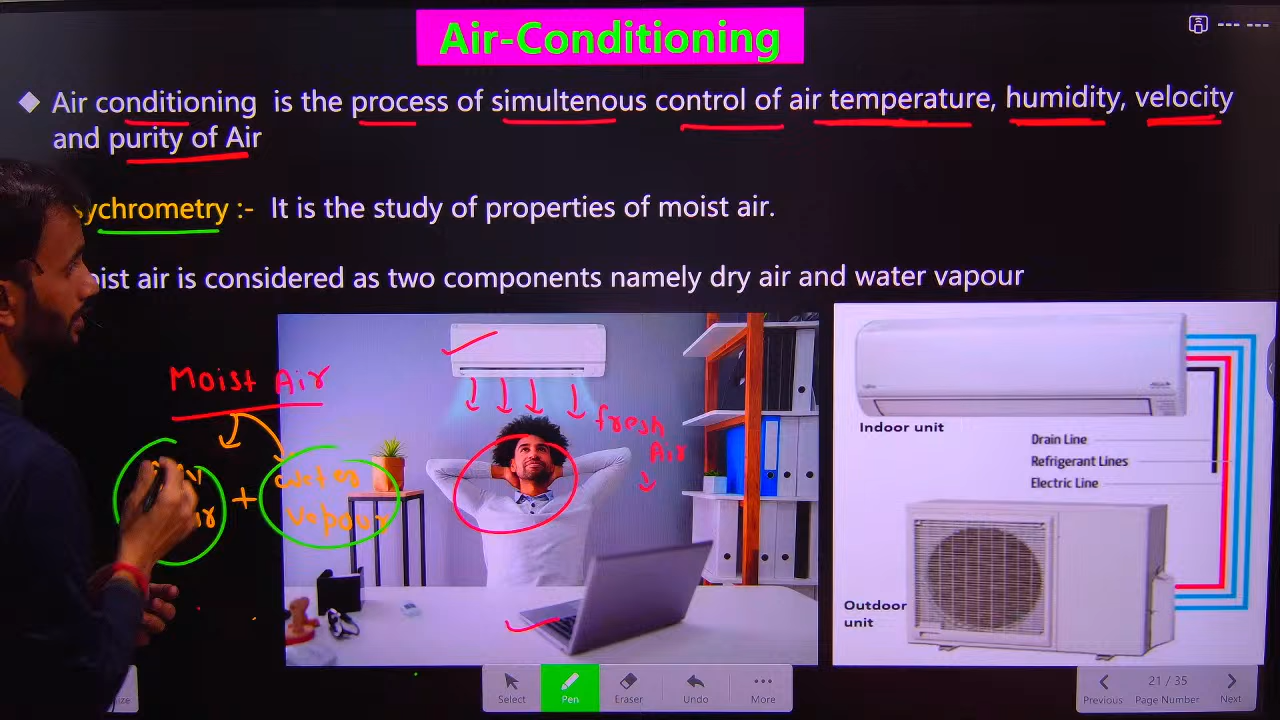 Air-Conditioning
Air conditioning is the process of simultenous control of air temperature, humidity, velocity
and purity of Air
sychrometry :- It is the study of properties of moist air.
oist air is considered as two components namely dry air and water vapour
Moist Air
+ water
vapour
fresh
Air
Indoor unit
Drain Line
Refrigerant Lines
Electric Line
Outdoor
unit
Select
Pen
Eraser
Undo
More
Previous
21 / 35
Page Number
Next